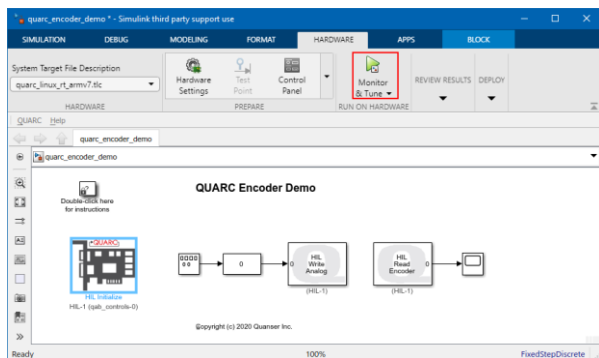 quarc_encoder_demo * - Simulink third party support use
SIMULATION DEBUG MODELING FORMAT HARDWARE APPS BLOCK
System Target File Description
quarc_linux_rt_armv7.tlc
Hardware Settings
Test Point
Control Panel
Monitor & Tune
REVIEW RESULTS DEPLOY
HARDWARE PREPARE RUN ON HARDWARE
QUARC Help
quarc_encoder_demo
quarc_encoder_demo
QUARC Encoder Demo
Double-click here
for instructions
QUARC
HIL Initialize
HIL-1 (qab_controls-0)
0
0
HIL
Write
Analog
(HIL-1)
HIL
Read
Encoder
0
(HIL-1)
Copyright (c) 2020 Quanser Inc.
Ready 100% FixedStepDiscrete